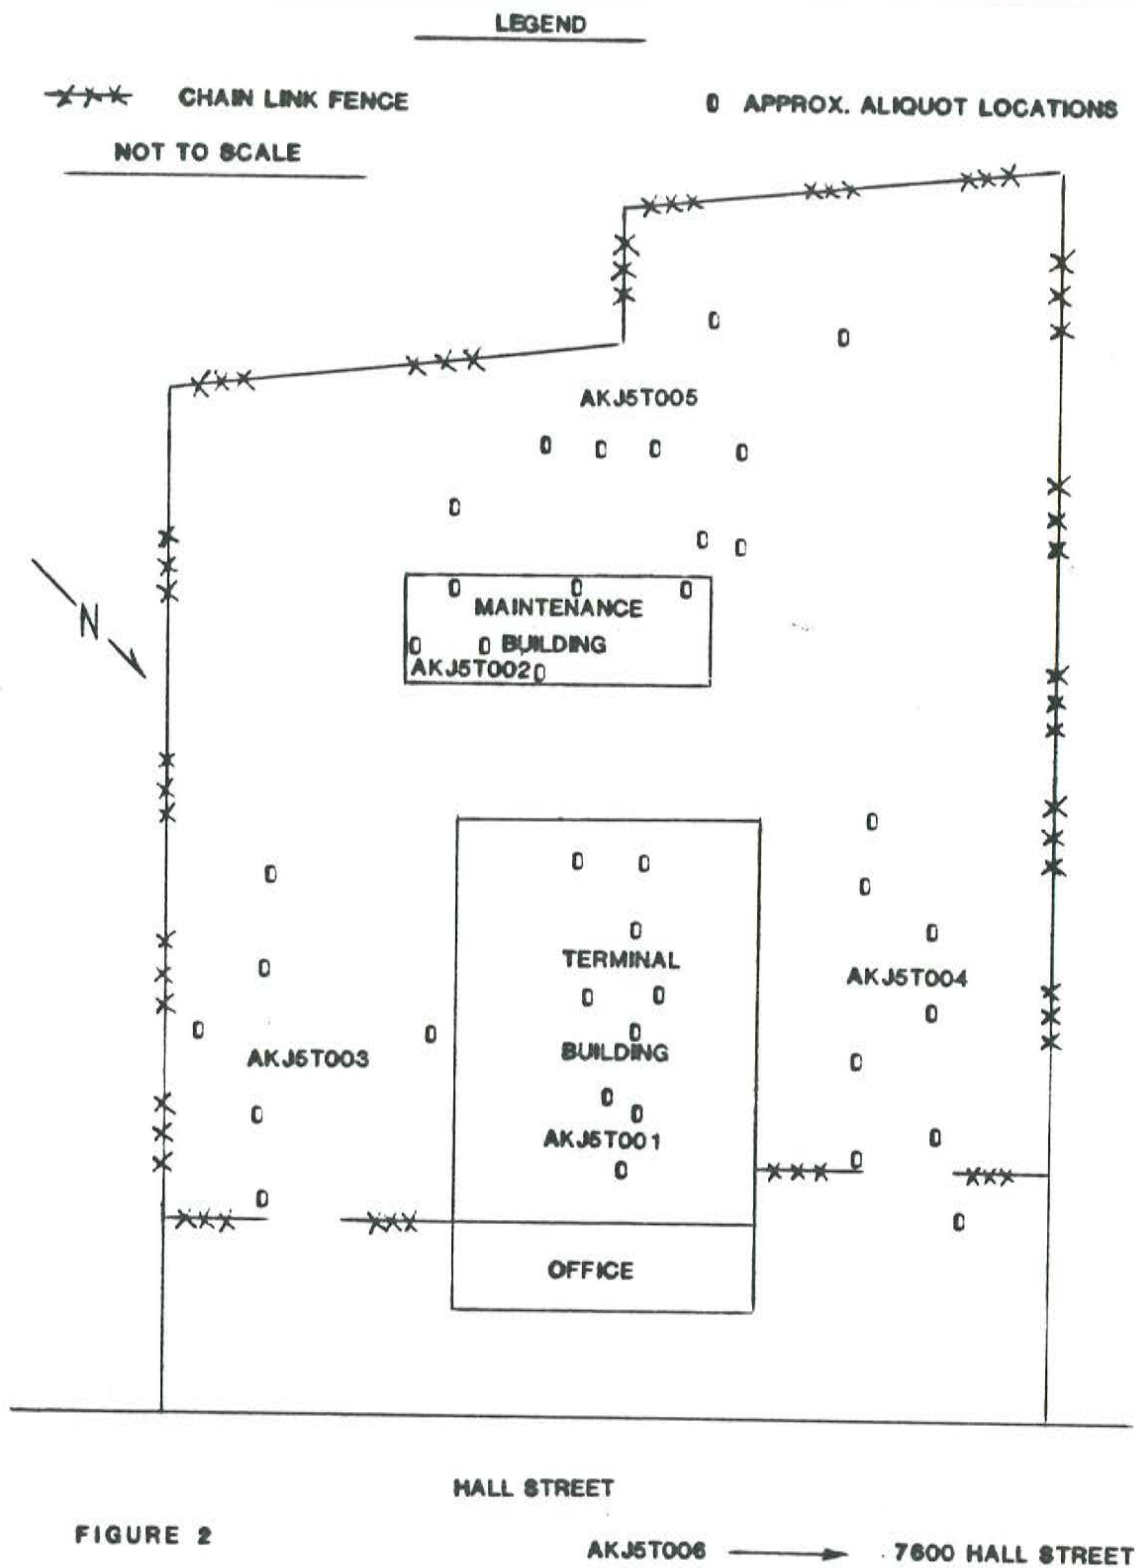 LEGEND
CHAIN LINK FENCE
0 APPROX. ALIQUOT LOCATIONS
NOT TO SCALE
AKJ5T005
N
MAINTENANCE
BUILDING
AKJ5T002
TERMINAL
AKJ5T004
BUILDING
AKJ5T003
AKJ5T001
OFFICE
HALL STREET
FIGURE 2
AKJ5T006 → 7600 HALL STREET